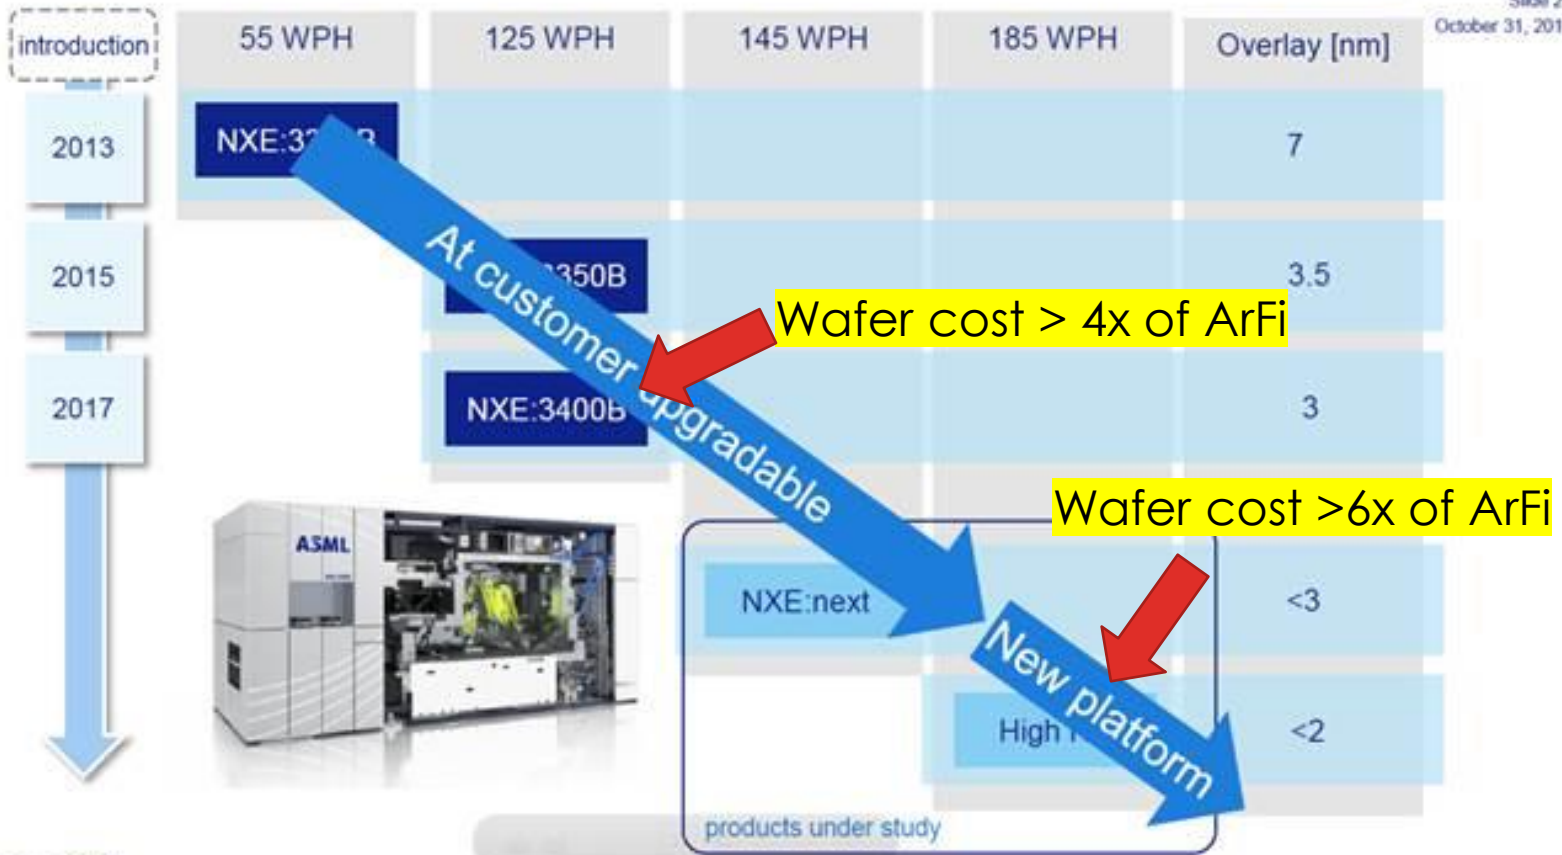 introduction 55 WPH 125 WPH 145 WPH 185 WPH Overlay [nm]
October 31, 201
2013 7
2015 350B 3.5
Wafer cost > 4x of ArFi
At customer upgradable
2017 NXE:3400B 3
Wafer cost >6x of ArFi
ASML
NXE:next <3
New platform
High <2
products under study